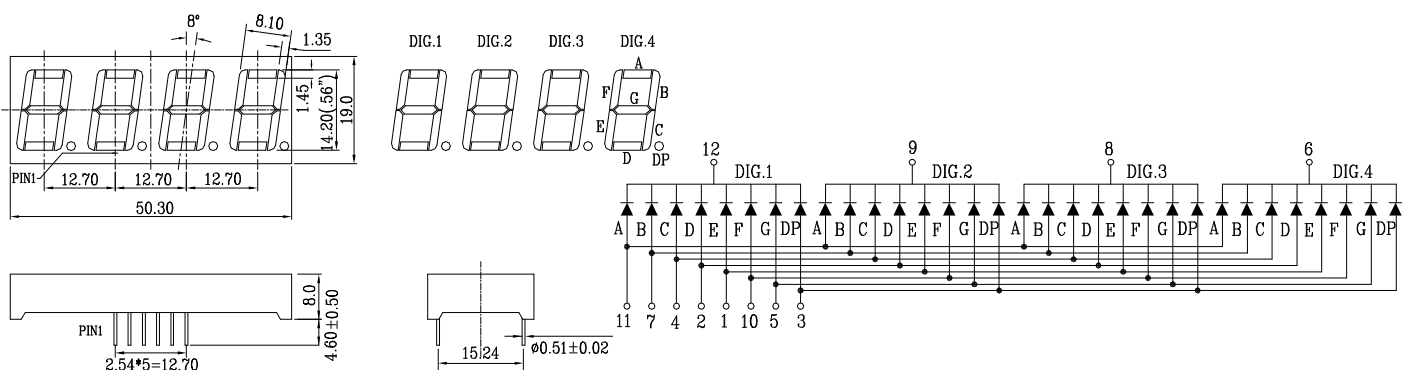 8°
8.10
1.35
1.45
14.20(.56")
19.0
PIN1
12.70 12.70 12.70
50.30
DIG.1 DIG.2 DIG.3 DIG.4
A
F G B
E C
D DP
12 9 8 6
DIG.1 DIG.2 DIG.3 DIG.4
A B C D E F G DP A B C D E F G DP A B C D E F G DP A B C D E F G DP
11 7 4 2 1 10 5 3
8.0
4.60±0.50
PIN1
2.54*5=12.70
15.24
ø0.51±0.02